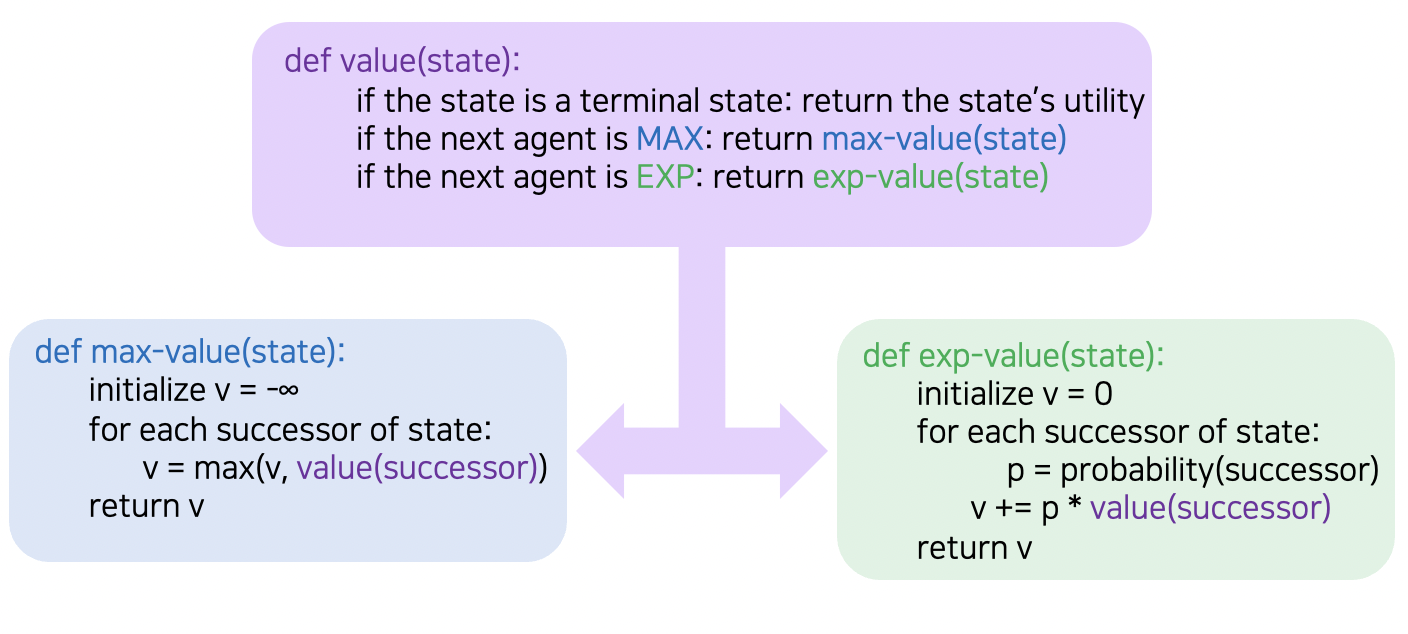 def value(state):
if the state is a terminal state: return the state’s utility
if the next agent is MAX: return max-value(state)
if the next agent is EXP: return exp-value(state)
def max-value(state):
initialize v = -∞
for each successor of state:
v = max(v, value(successor))
return v
def exp-value(state):
initialize v = 0
for each successor of state:
p = probability(successor)
v += p * value(successor)
return v